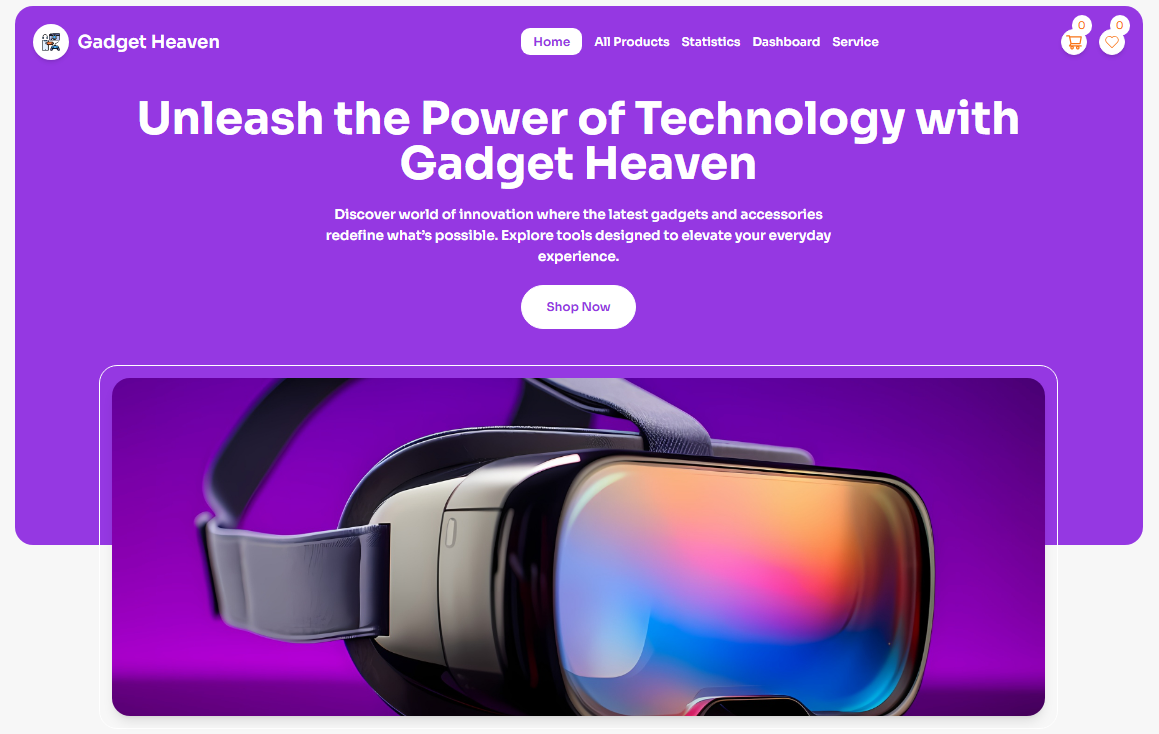 Gadget Heaven
Home
All Products
Statistics
Dashboard
Service
0
0
Unleash the Power of Technology with
Gadget Heaven
Discover world of innovation where the latest gadgets and accessories
redefine what’s possible. Explore tools designed to elevate your everyday
experience.
Shop Now